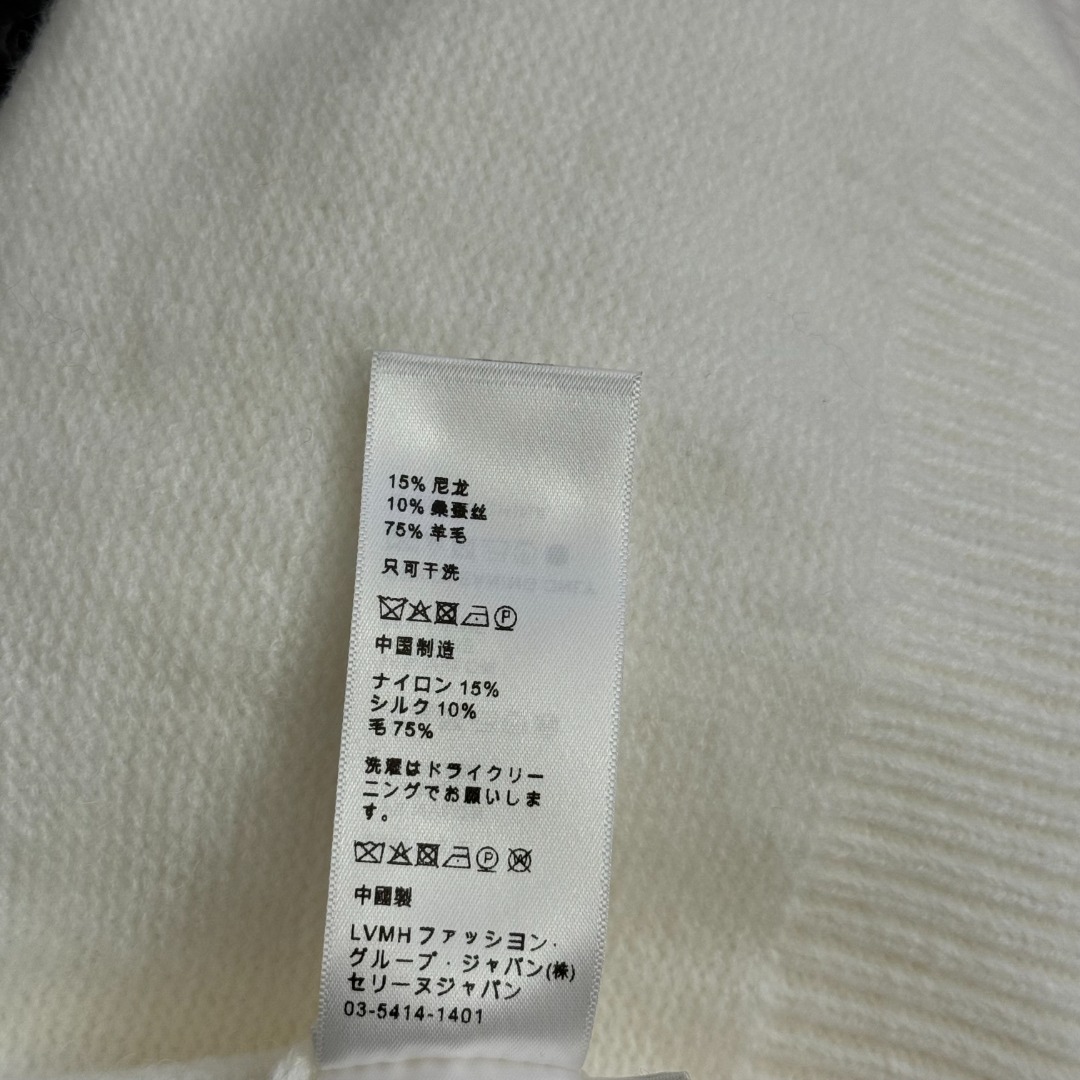 15% 尼龙
10% 桑蚕丝
75% 羊毛
只可干洗
P
中国制造
ナイロン 15%
シルク 10%
毛 75%
洗濯はドライクリー
ニングでお願いしま
す。
P W
中國製
LVMH ファッション・
グループ・ジャパン(株)
セリーヌジャパン
03-5414-1401